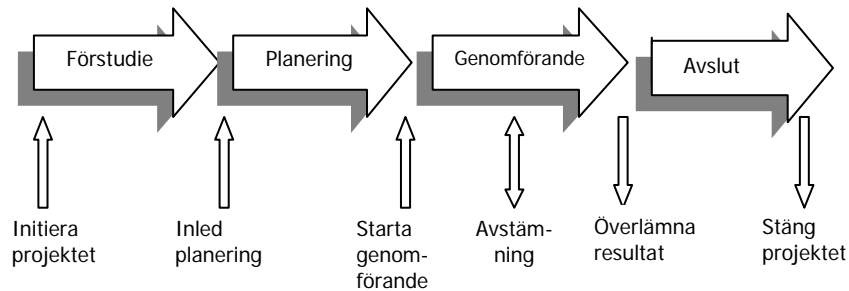 Förstudie
Planering
Genomförande
Avslut
Initiera
projektet
Inled
planering
Starta
genom-
förande
Avstäm-
ning
Överlämna
resultat
Stäng
projektet